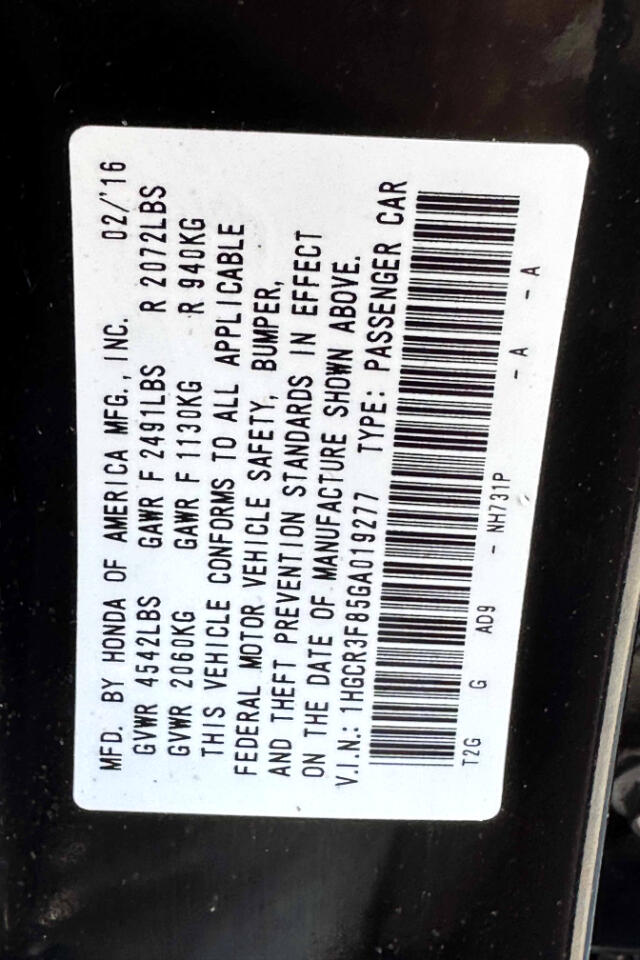 MFD. BY HONDA OF AMERICA MFG., INC. 02/'16
GVWR 4542LBS GAWR F 2491LBS R 2072LBS
GVWR 2060KG GAWR F 1130KG R 940KG
THIS VEHICLE CONFORMS TO ALL APPLICABLE
FEDERAL MOTOR VEHICLE SAFETY, BUMPER,
AND THEFT PREVENTION STANDARDS IN EFFECT
ON THE DATE OF MANUFACTURE SHOWN ABOVE.
V.I.N.: 1HGCR3F85GA019277 TYPE: PASSENGER CAR
T2G G AD9 - NH731P - A - A